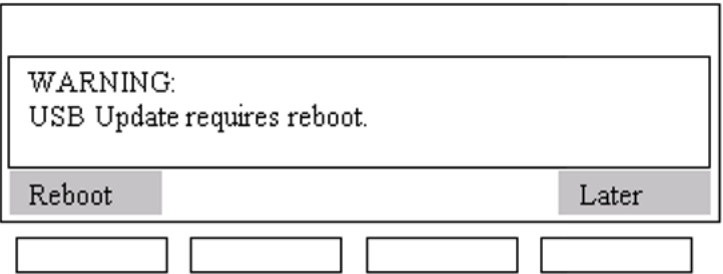 WARNING:
USB Update requires reboot.
Reboot
Later